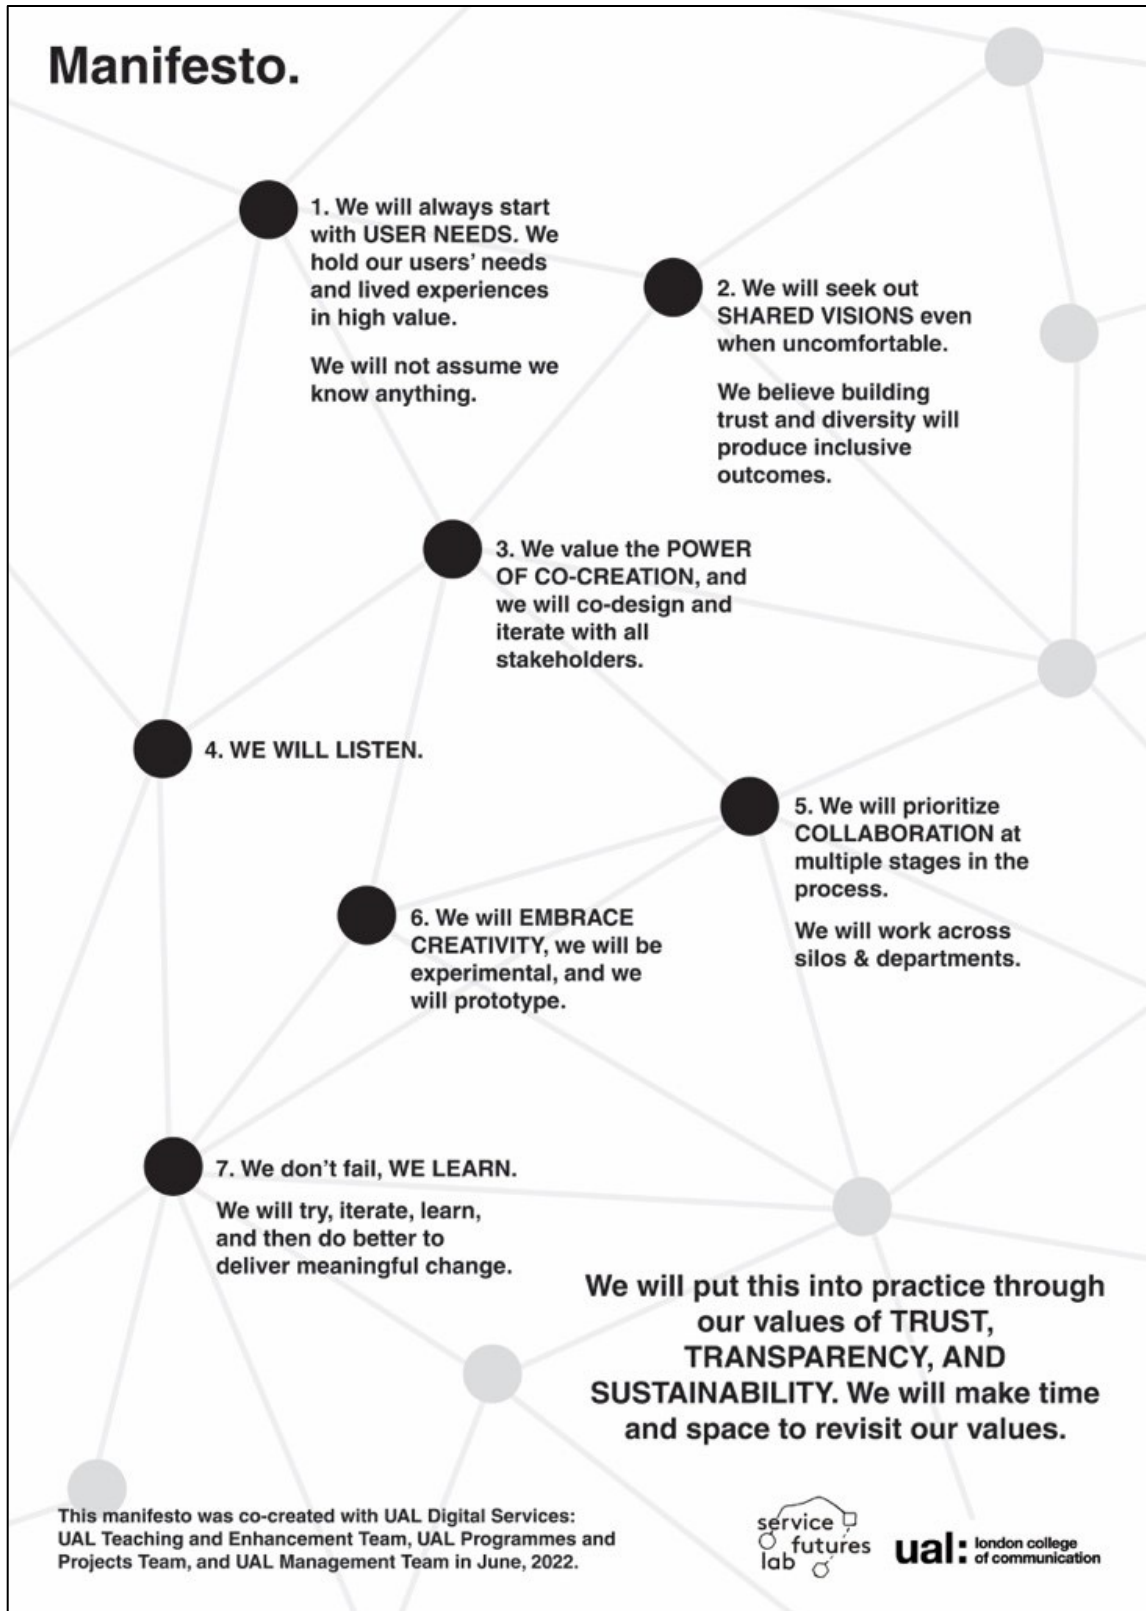 Manifesto.
1. We will always start
with USER NEEDS. We
hold our users’ needs
and lived experiences
in high value.
We will not assume we
know anything.
2. We will seek out
SHARED VISIONS even
when uncomfortable.
We believe building
trust and diversity will
produce inclusive
outcomes.
3. We value the POWER
OF CO-CREATION, and
we will co-design and
iterate with all
stakeholders.
4. WE WILL LISTEN.
5. We will prioritize
COLLABORATION at
multiple stages in the
process.
We will work across
silos & departments.
6. We will EMBRACE
CREATIVITY, we will be
experimental, and we
will prototype.
7. We don’t fail, WE LEARN.
We will try, iterate, learn,
and then do better to
deliver meaningful change.
We will put this into practice through
our values of TRUST,
TRANSPARENCY, AND
SUSTAINABILITY. We will make time
and space to revisit our values.
This manifesto was co-created with UAL Digital Services:
UAL Teaching and Enhancement Team, UAL Programmes and
Projects Team, and UAL Management Team in June, 2022.
service
futures
lab
ual:
london college
of communication